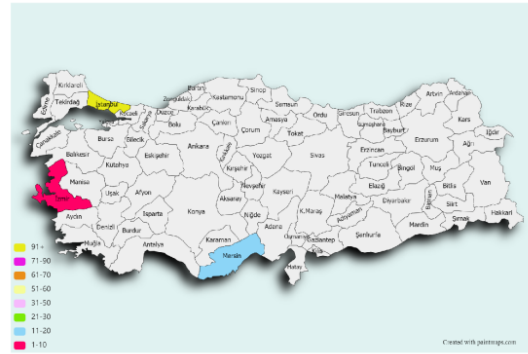 Kırklareli
Edirne
Tekirdağ
İstanbul
Kocaeli
Sakarya
Düzce
Zonguldak
Bartın
Karabük
Kastamonu
Sinop
Samsun
Ordu
Giresun
Trabzon
Rize
Artvin
Ardahan
Kars
Iğdır
Ağrı
Erzurum
Bayburt
Gümüşhane
Erzincan
Tokat
Amasya
Çorum
Çankırı
Bolu
Bilecik
Bursa
Çanakkale
Balıkesir
Kütahya
Eskişehir
Ankara
Kırıkkale
Kırşehir
Yozgat
Sivas
Tunceli
Bingöl
Muş
Van
Bitlis
Elazığ
Malatya
Kayseri
Nevşehir
Aksaray
Konya
Afyon
Uşak
Manisa
İzmir
Aydın
Denizli
Isparta
Burdur
Muğla
Antalya
Karaman
Mersin
Niğde
Adana
K.Maraş
Osmaniye
Gaziantep
Hatay
Adıyaman
Şanlıurfa
Diyarbakır
Batman
Siirt
Mardin
Şırnak
Hakkari
91+
71-90
61-70
51-60
31-50
21-30
11-20
1-10
Created with paintmaps.com